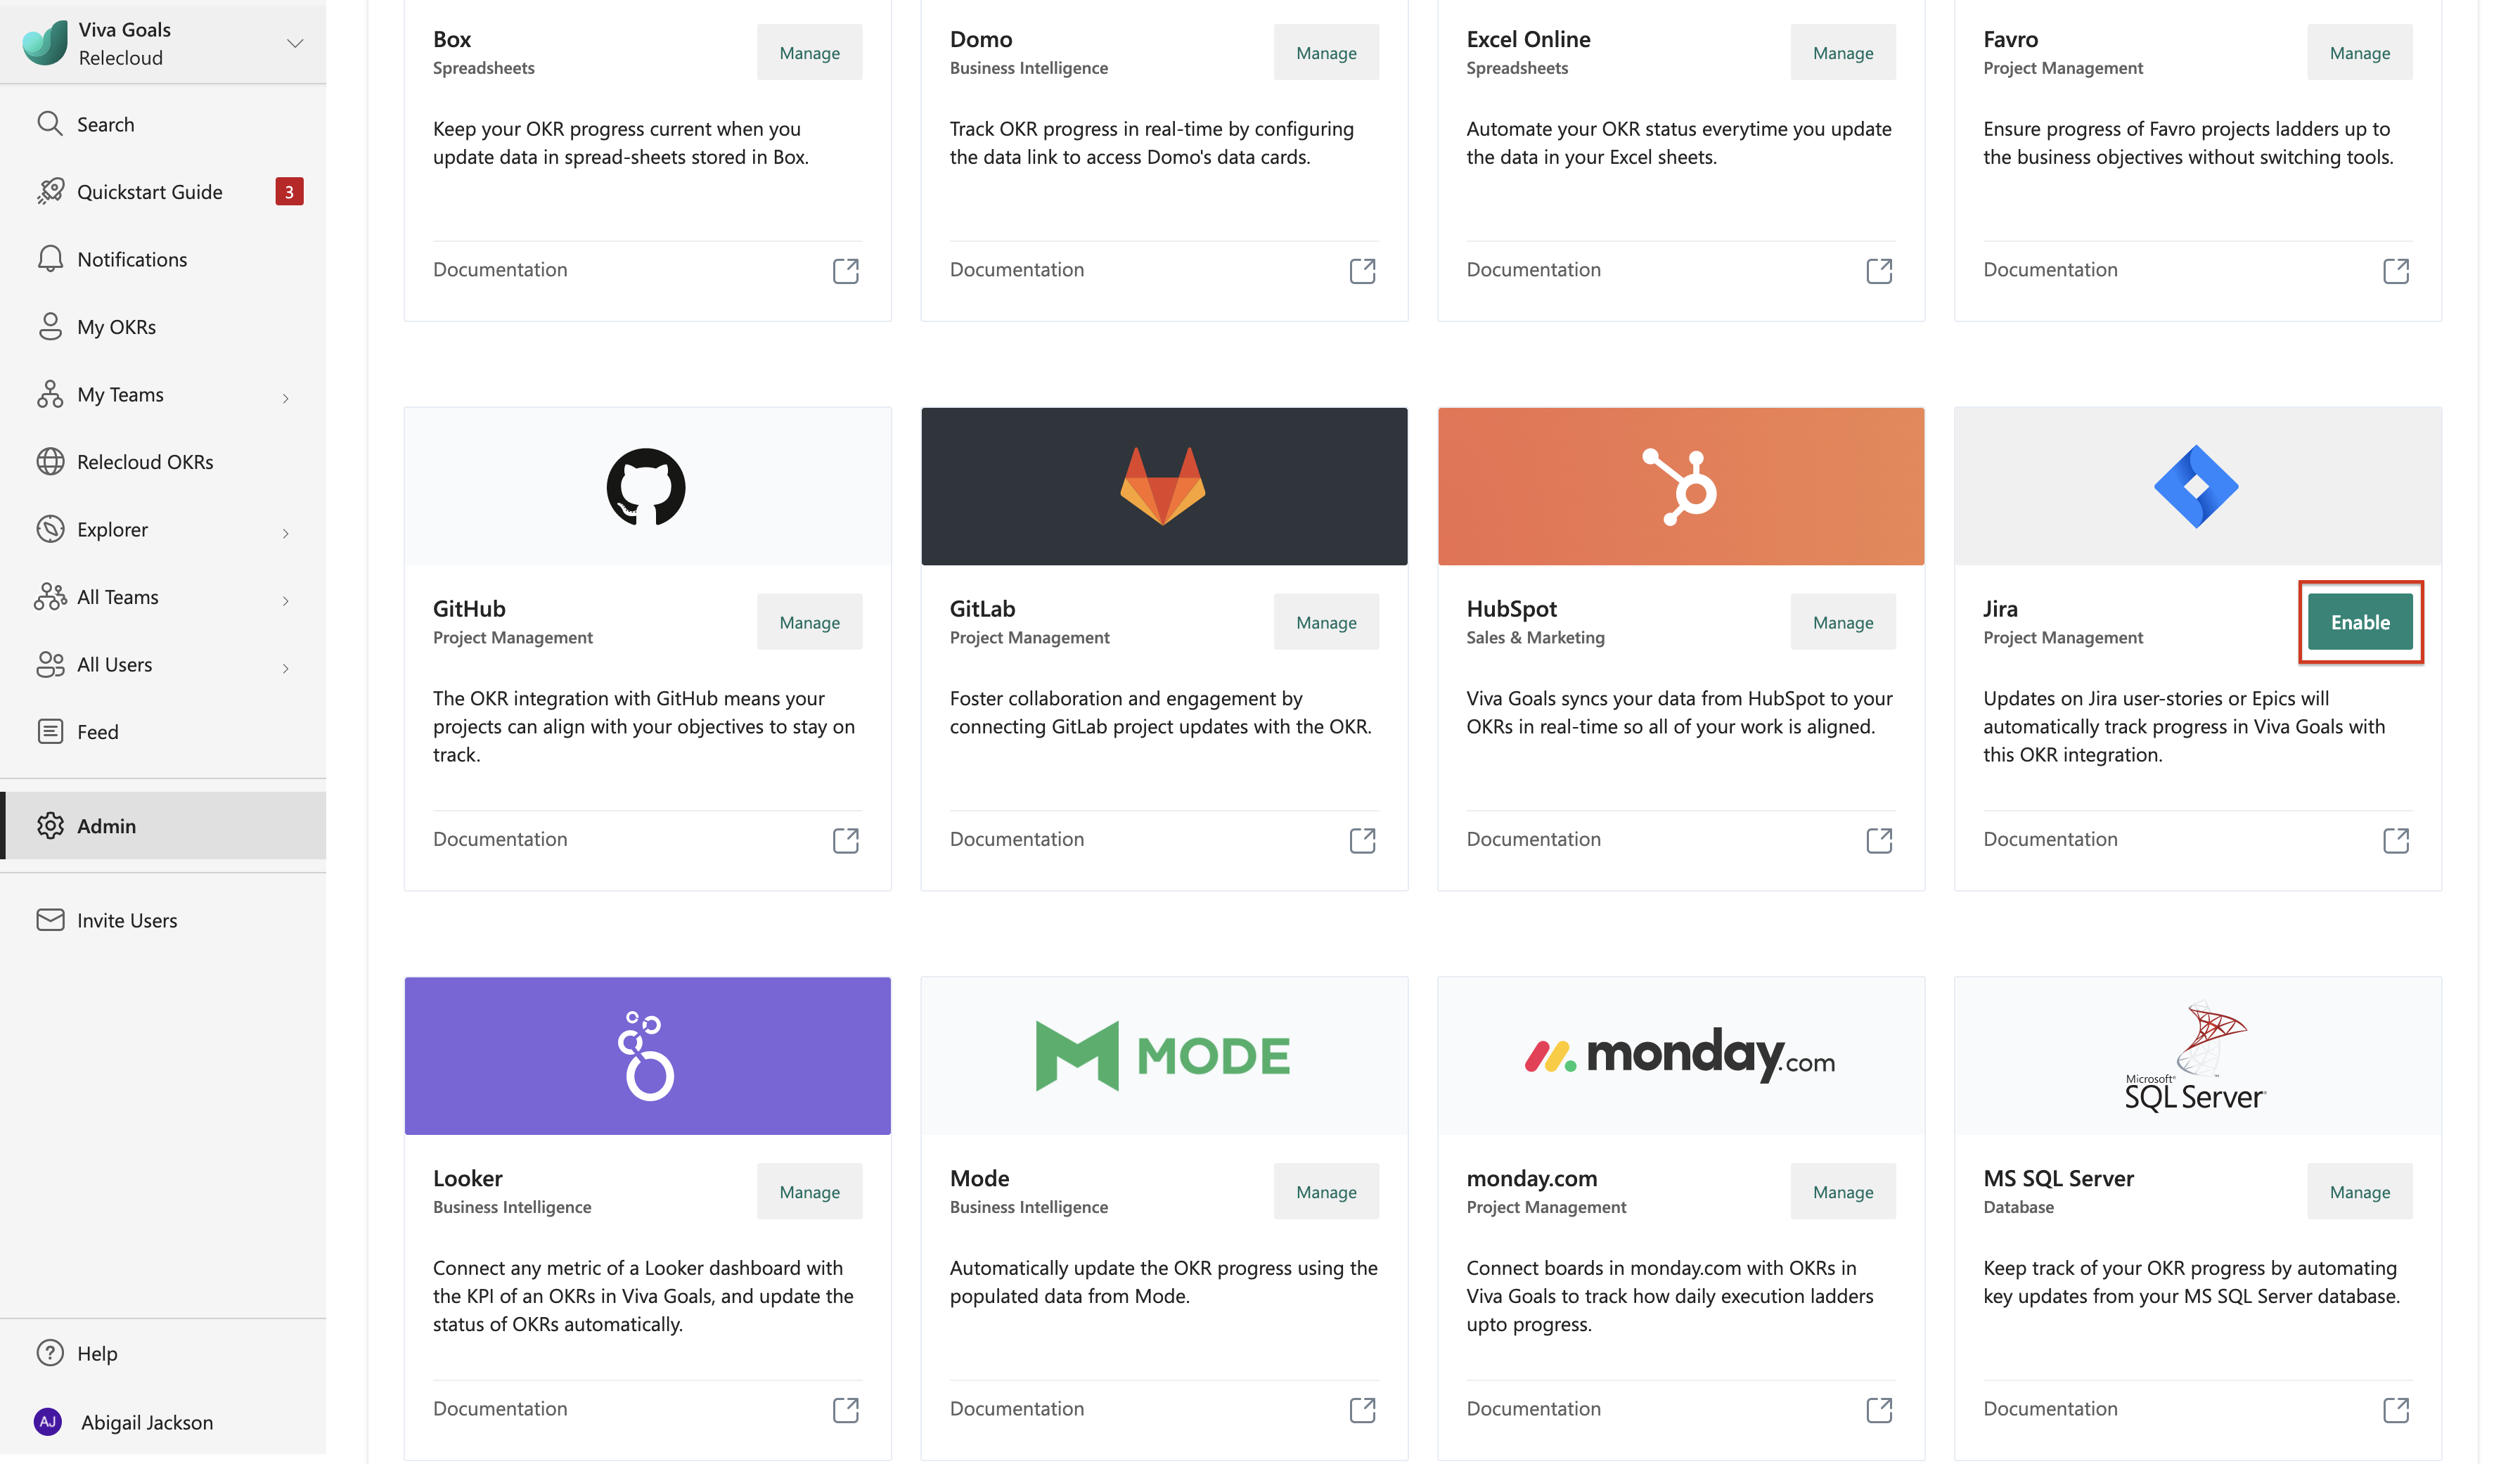 Viva Goals
Relecloud
Search
Quickstart Guide 3
Notifications
My OKRs
My Teams
Relecloud OKRs
Explorer
All Teams
All Users
Feed
Admin
Invite Users
Help
AJ Abigail Jackson
Box
Spreadsheets
Manage
Keep your OKR progress current when you
update data in spread-sheets stored in Box.
Documentation
Domo
Business Intelligence
Manage
Track OKR progress in real-time by configuring
the data link to access Domo's data cards.
Documentation
Excel Online
Spreadsheets
Manage
Automate your OKR status everytime you update
the data in your Excel sheets.
Documentation
Favro
Project Management
Manage
Ensure progress of Favro projects ladders up to
the business objectives without switching tools.
Documentation
GitHub
Project Management
Manage
The OKR integration with GitHub means your
projects can align with your objectives to stay on
track.
Documentation
GitLab
Project Management
Manage
Foster collaboration and engagement by
connecting GitLab project updates with the OKR.
Documentation
HubSpot
Sales & Marketing
Manage
Viva Goals syncs your data from HubSpot to your
OKRs in real-time so all of your work is aligned.
Documentation
Jira
Project Management
Enable
Updates on Jira user-stories or Epics will
automatically track progress in Viva Goals with
this OKR integration.
Documentation
Looker
Business Intelligence
Manage
Connect any metric of a Looker dashboard with
the KPI of an OKRs in Viva Goals, and update the
status of OKRs automatically.
Documentation
MODE
Mode
Business Intelligence
Manage
Automatically update the OKR progress using the
populated data from Mode.
Documentation
monday.com
monday.com
Project Management
Manage
Connect boards in monday.com with OKRs in
Viva Goals to track how daily execution ladders
upto progress.
Documentation
Microsoft®
SQL Server
MS SQL Server
Database
Manage
Keep track of your OKR progress by automating
key updates from your MS SQL Server database.
Documentation